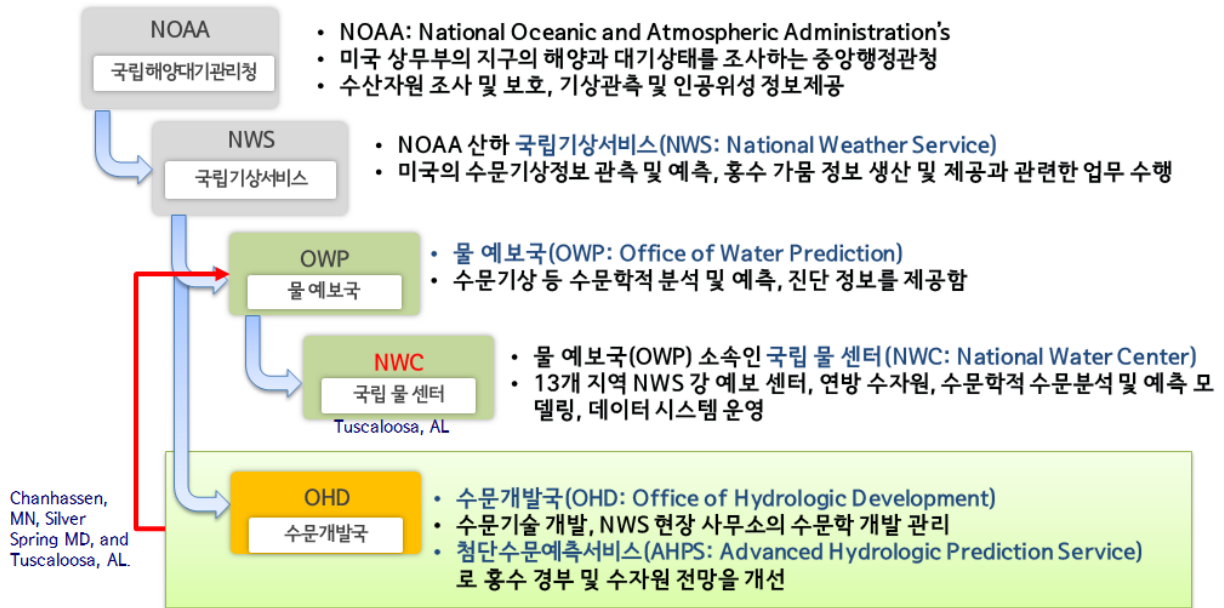 NOAA
국립해양대기관리청
• NOAA: National Oceanic and Atmospheric Administration's
• 미국 상무부의 지구의 해양과 대기상태를 조사하는 중앙행정관청
• 수산자원 조사 및 보호, 기상관측 및 인공위성 정보제공
NWS
국립기상서비스
• NOAA 산하 국립기상서비스(NWS: National Weather Service)
• 미국의 수문기상정보 관측 및 예측, 홍수 가뭄 정보 생산 및 제공과 관련한 업무 수행
OWP
물 예보국
• 물 예보국(OWP: Office of Water Prediction)
• 수문기상 등 수문학적 분석 및 예측, 진단 정보를 제공함
NWC
국립 물 센터
Tuscaloosa, AL
• 물 예보국(OWP) 소속인 국립 물 센터(NWC: National Water Center)
• 13개 지역 NWS 강 예보 센터, 연방 수자원, 수문학적 수문분석 및 예측 모
델링, 데이터 시스템 운영
Chanhassen,
MN, Silver
Spring MD, and
Tuscaloosa, AL.
OHD
수문개발국
• 수문개발국(OHD: Office of Hydrologic Development)
• 수문기술 개발, NWS 현장 사무소의 수문학 개발 관리
• 첨단수문예측서비스(AHPS: Advanced Hydrologic Prediction Service)
로 홍수 경부 및 수자원 전망을 개선